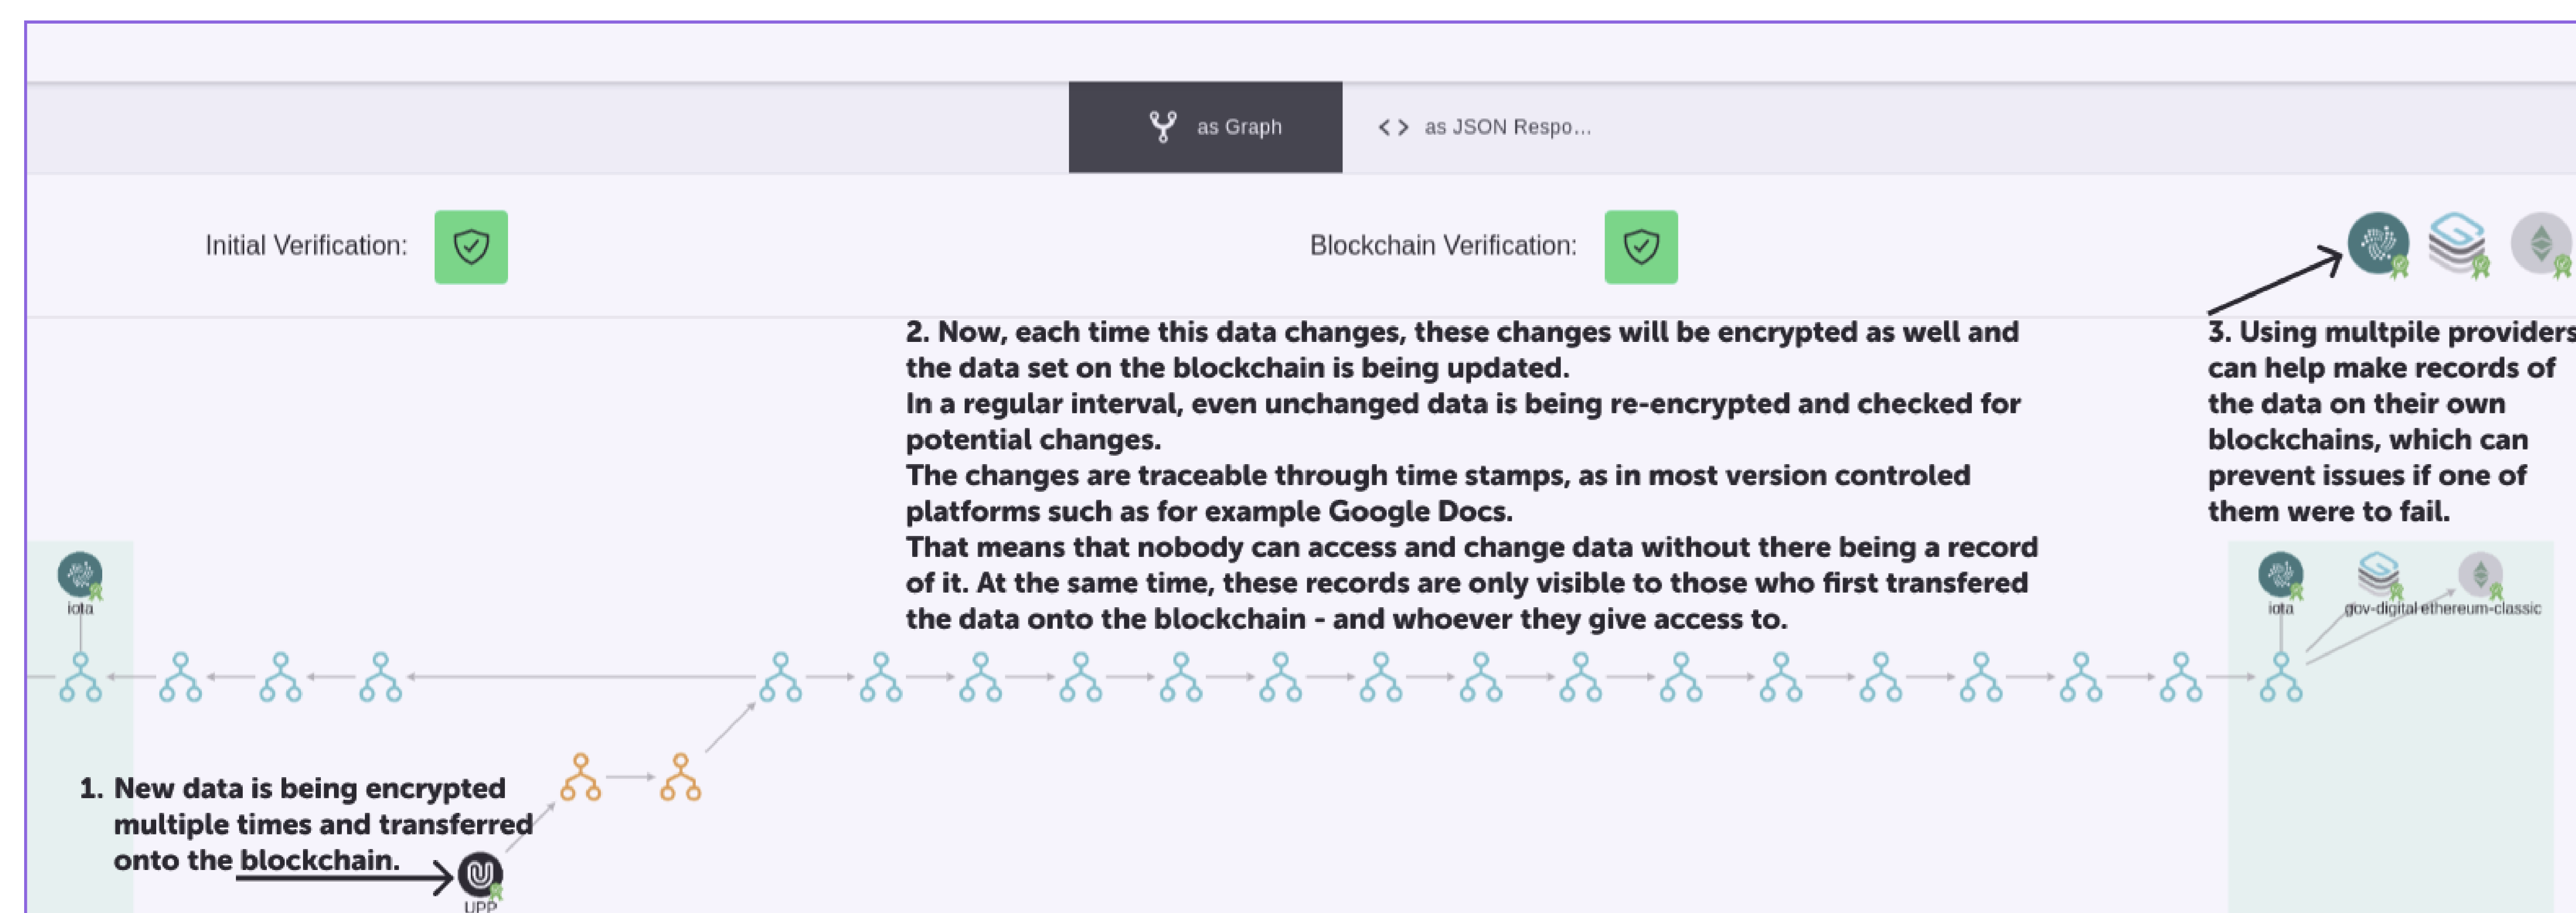 as Graph
as JSON Respo...
Initial Verification:
Blockchain Verification:
2. Now, each time this data changes, these changes will be encrypted as well and
the data set on the blockchain is being updated.
In a regular interval, even unchanged data is being re-encrypted and checked for
potential changes.
The changes are traceable through time stamps, as in most version controled
platforms such as for example Google Docs.
That means that nobody can access and change data without there being a record
of it. At the same time, these records are only visible to those who first transfered
the data onto the blockchain - and whoever they give access to.
3. Using multpile providers
can help make records of
the data on their own
blockchains, which can
prevent issues if one of
them were to fail.
iota
iota
gov-digital
ethereum-classic
1. New data is being encrypted
multiple times and transferred
onto the blockchain.
UPP